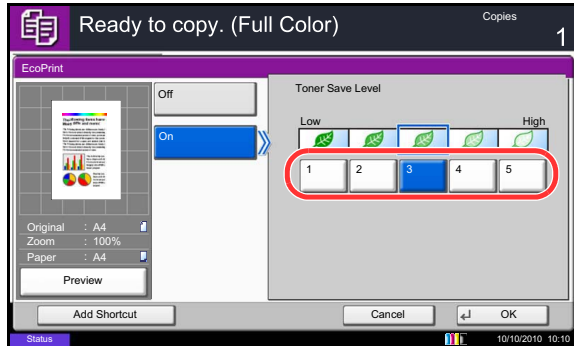 Ready to copy. (Full Color)
Copies
1
EcoPrint
Off
On
Toner Save Level
Low
High
1
2
3
4
5
Original : A4
Zoom : 100%
Paper : A4
Preview
Add Shortcut
Cancel
OK
Status
10/10/2010 10:10